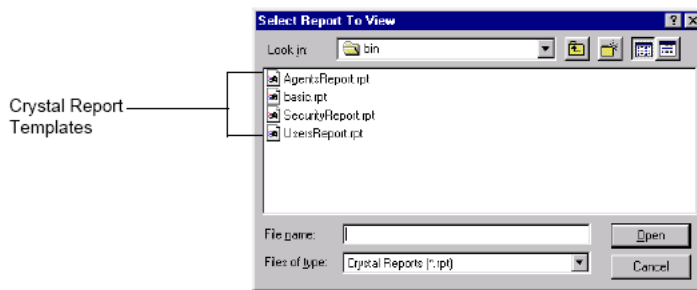 Select Report To View
Look in: bin
AgentsReport.rpt
basic.rpt
SecurityReport.rpt
UsersReport.rpt
Crystal Report
Templates
File name:
Open
Files of type: Crystal Reports (*.rpt)
Cancel